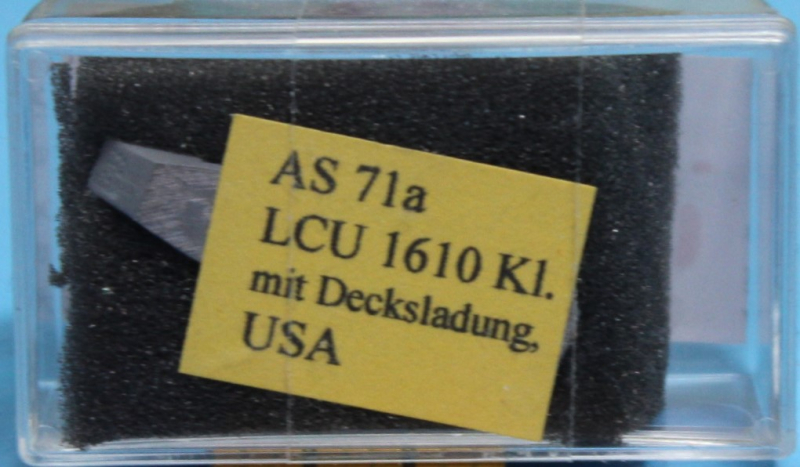 AS 71a
LCU 1610 Kl.
mit Decksladung,
USA